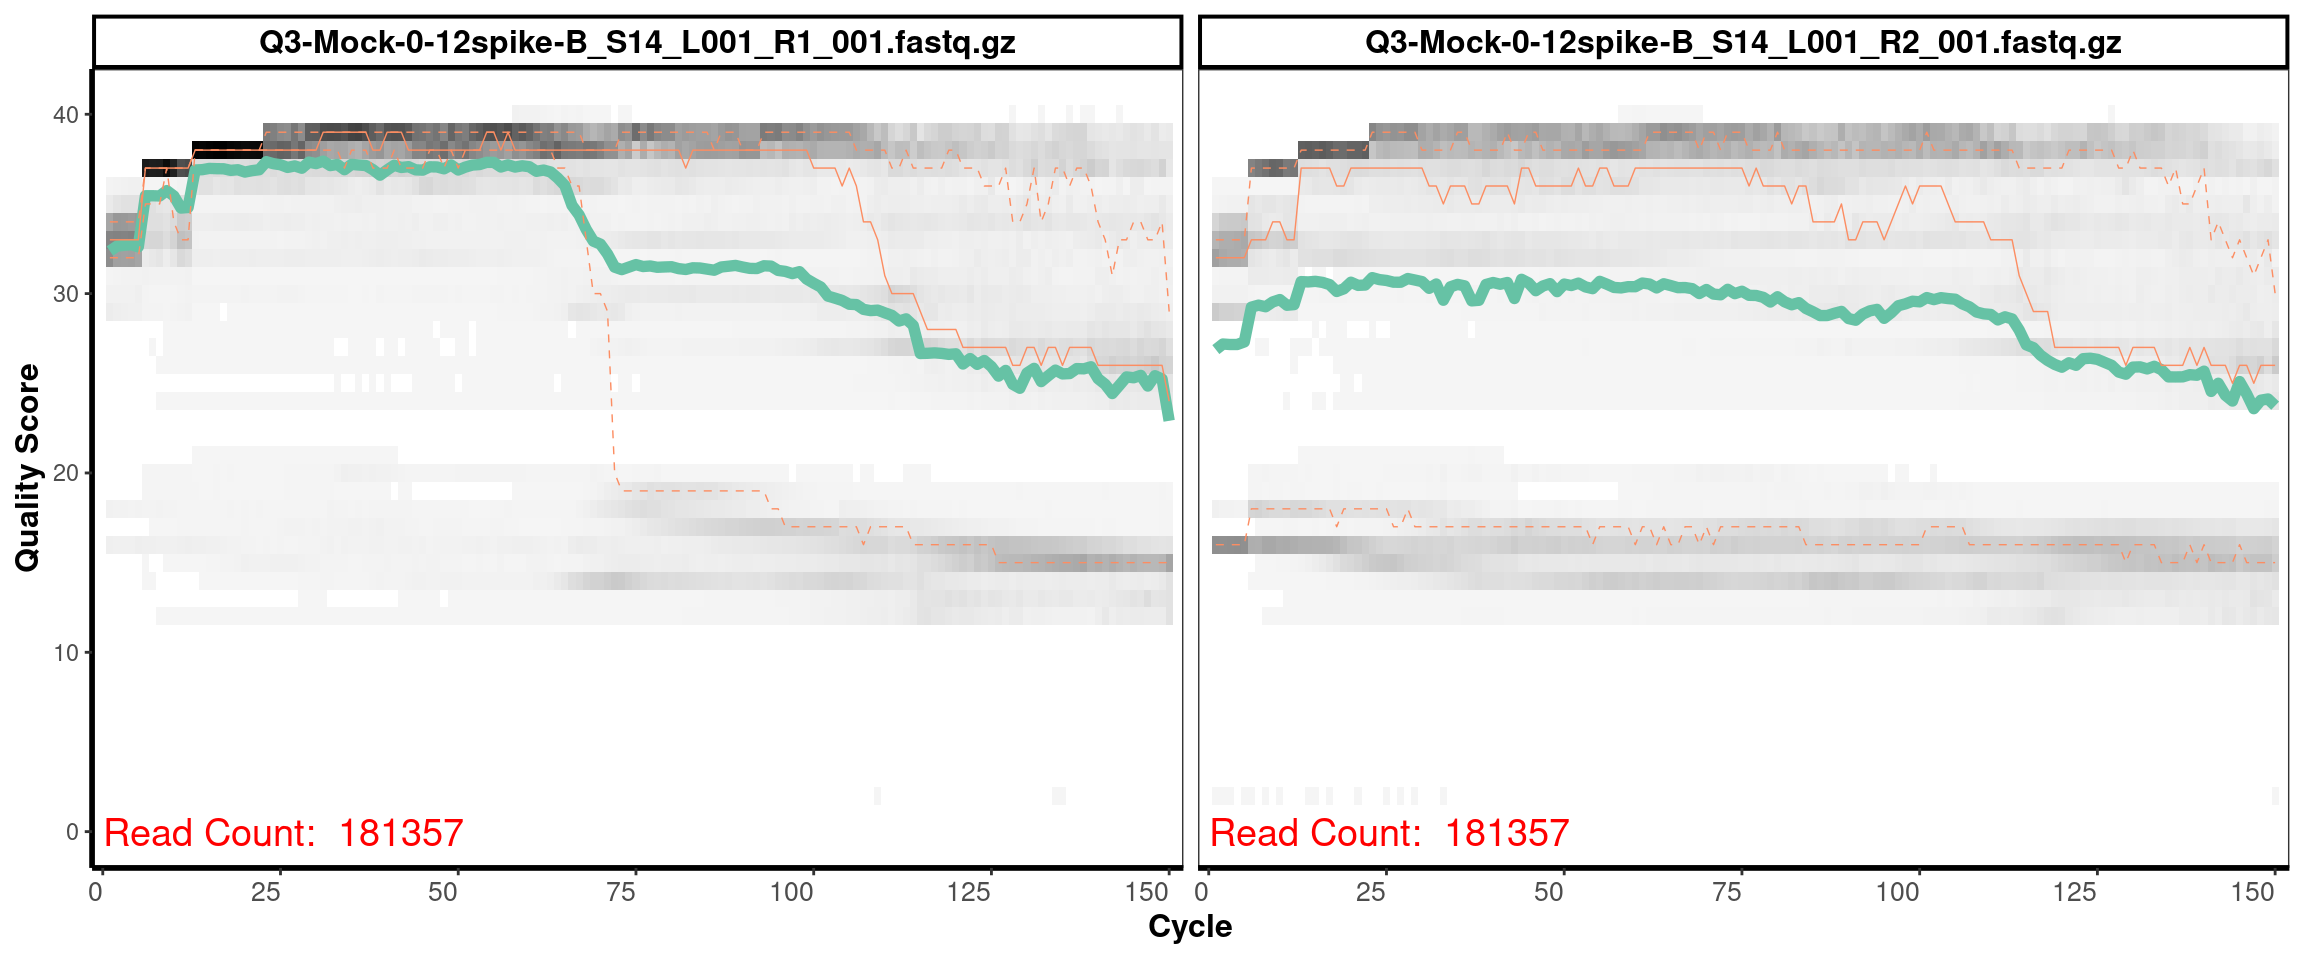 Q3-Mock-0-12spike-B_S14_L001_R1_001.fastq.gz
Q3-Mock-0-12spike-B_S14_L001_R2_001.fastq.gz
Quality Score
40
30
20
10
0
Read Count:  181357
Read Count:  181357
0 25 50 75 100 125 150
0 25 50 75 100 125 150
Cycle